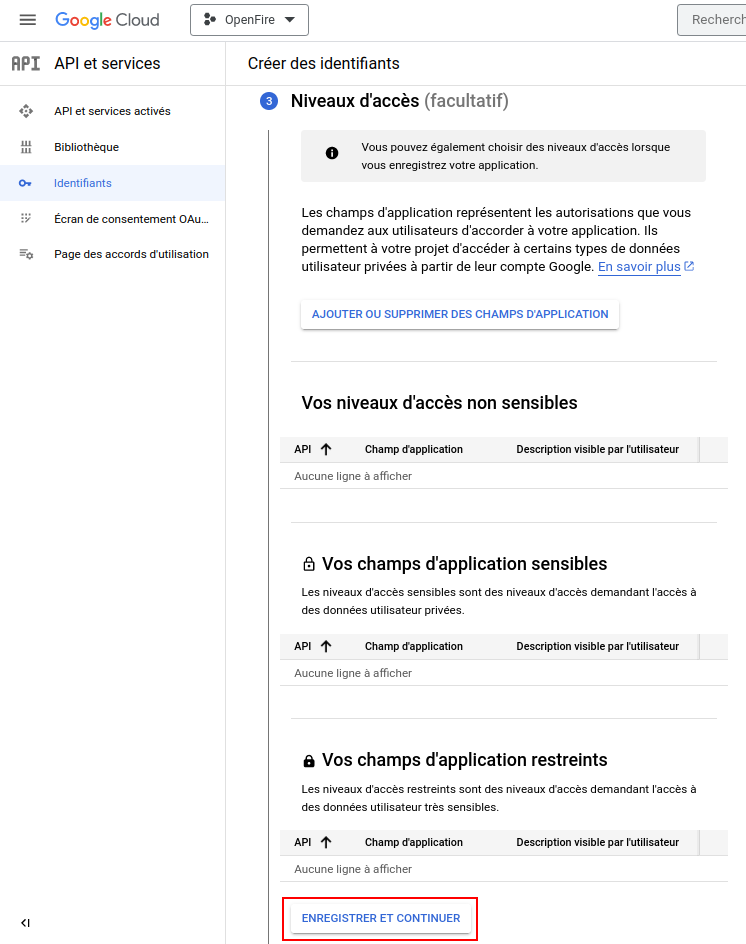 Google Cloud
OpenFire
Recherch
API
API et services
Créer des identifiants
API et services activés
Bibliothèque
Identifiants
Écran de consentement OAu...
Page des accords d'utilisation
3
Niveaux d'accès (facultatif)
Vous pouvez également choisir des niveaux d'accès lorsque
vous enregistrez votre application.
Les champs d'application représentent les autorisations que vous
demandez aux utilisateurs d'accorder à votre application. Ils
permettent à votre projet d'accéder à certains types de données
utilisateur privées à partir de leur compte Google. En savoir plus
AJOUTER OU SUPPRIMER DES CHAMPS D'APPLICATION
Vos niveaux d'accès non sensibles
API Champ d'application Description visible par l'utilisateur
Aucune ligne à afficher
Vos champs d'application sensibles
Les niveaux d'accès sensibles sont des niveaux d'accès demandant l'accès à
des données utilisateur privées.
API Champ d'application Description visible par l'utilisateur
Aucune ligne à afficher
Vos champs d'application restreints
Les niveaux d'accès restreints sont des niveaux d'accès demandant l'accès à
des données utilisateur très sensibles.
API Champ d'application Description visible par l'utilisateur
Aucune ligne à afficher
ENREGISTRER ET CONTINUER